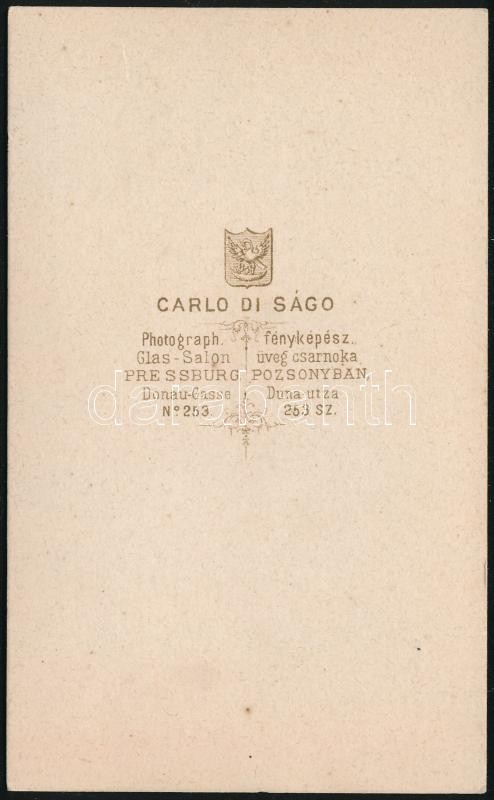 CARLO DI SÁGO
Photograph. fényképész.
Glas-Salon üveg csarnoka
PRESSBURG POZSONYBAN,
Donau-Gasse Duna utza
Nº 253. 253 SZ.
darabanth